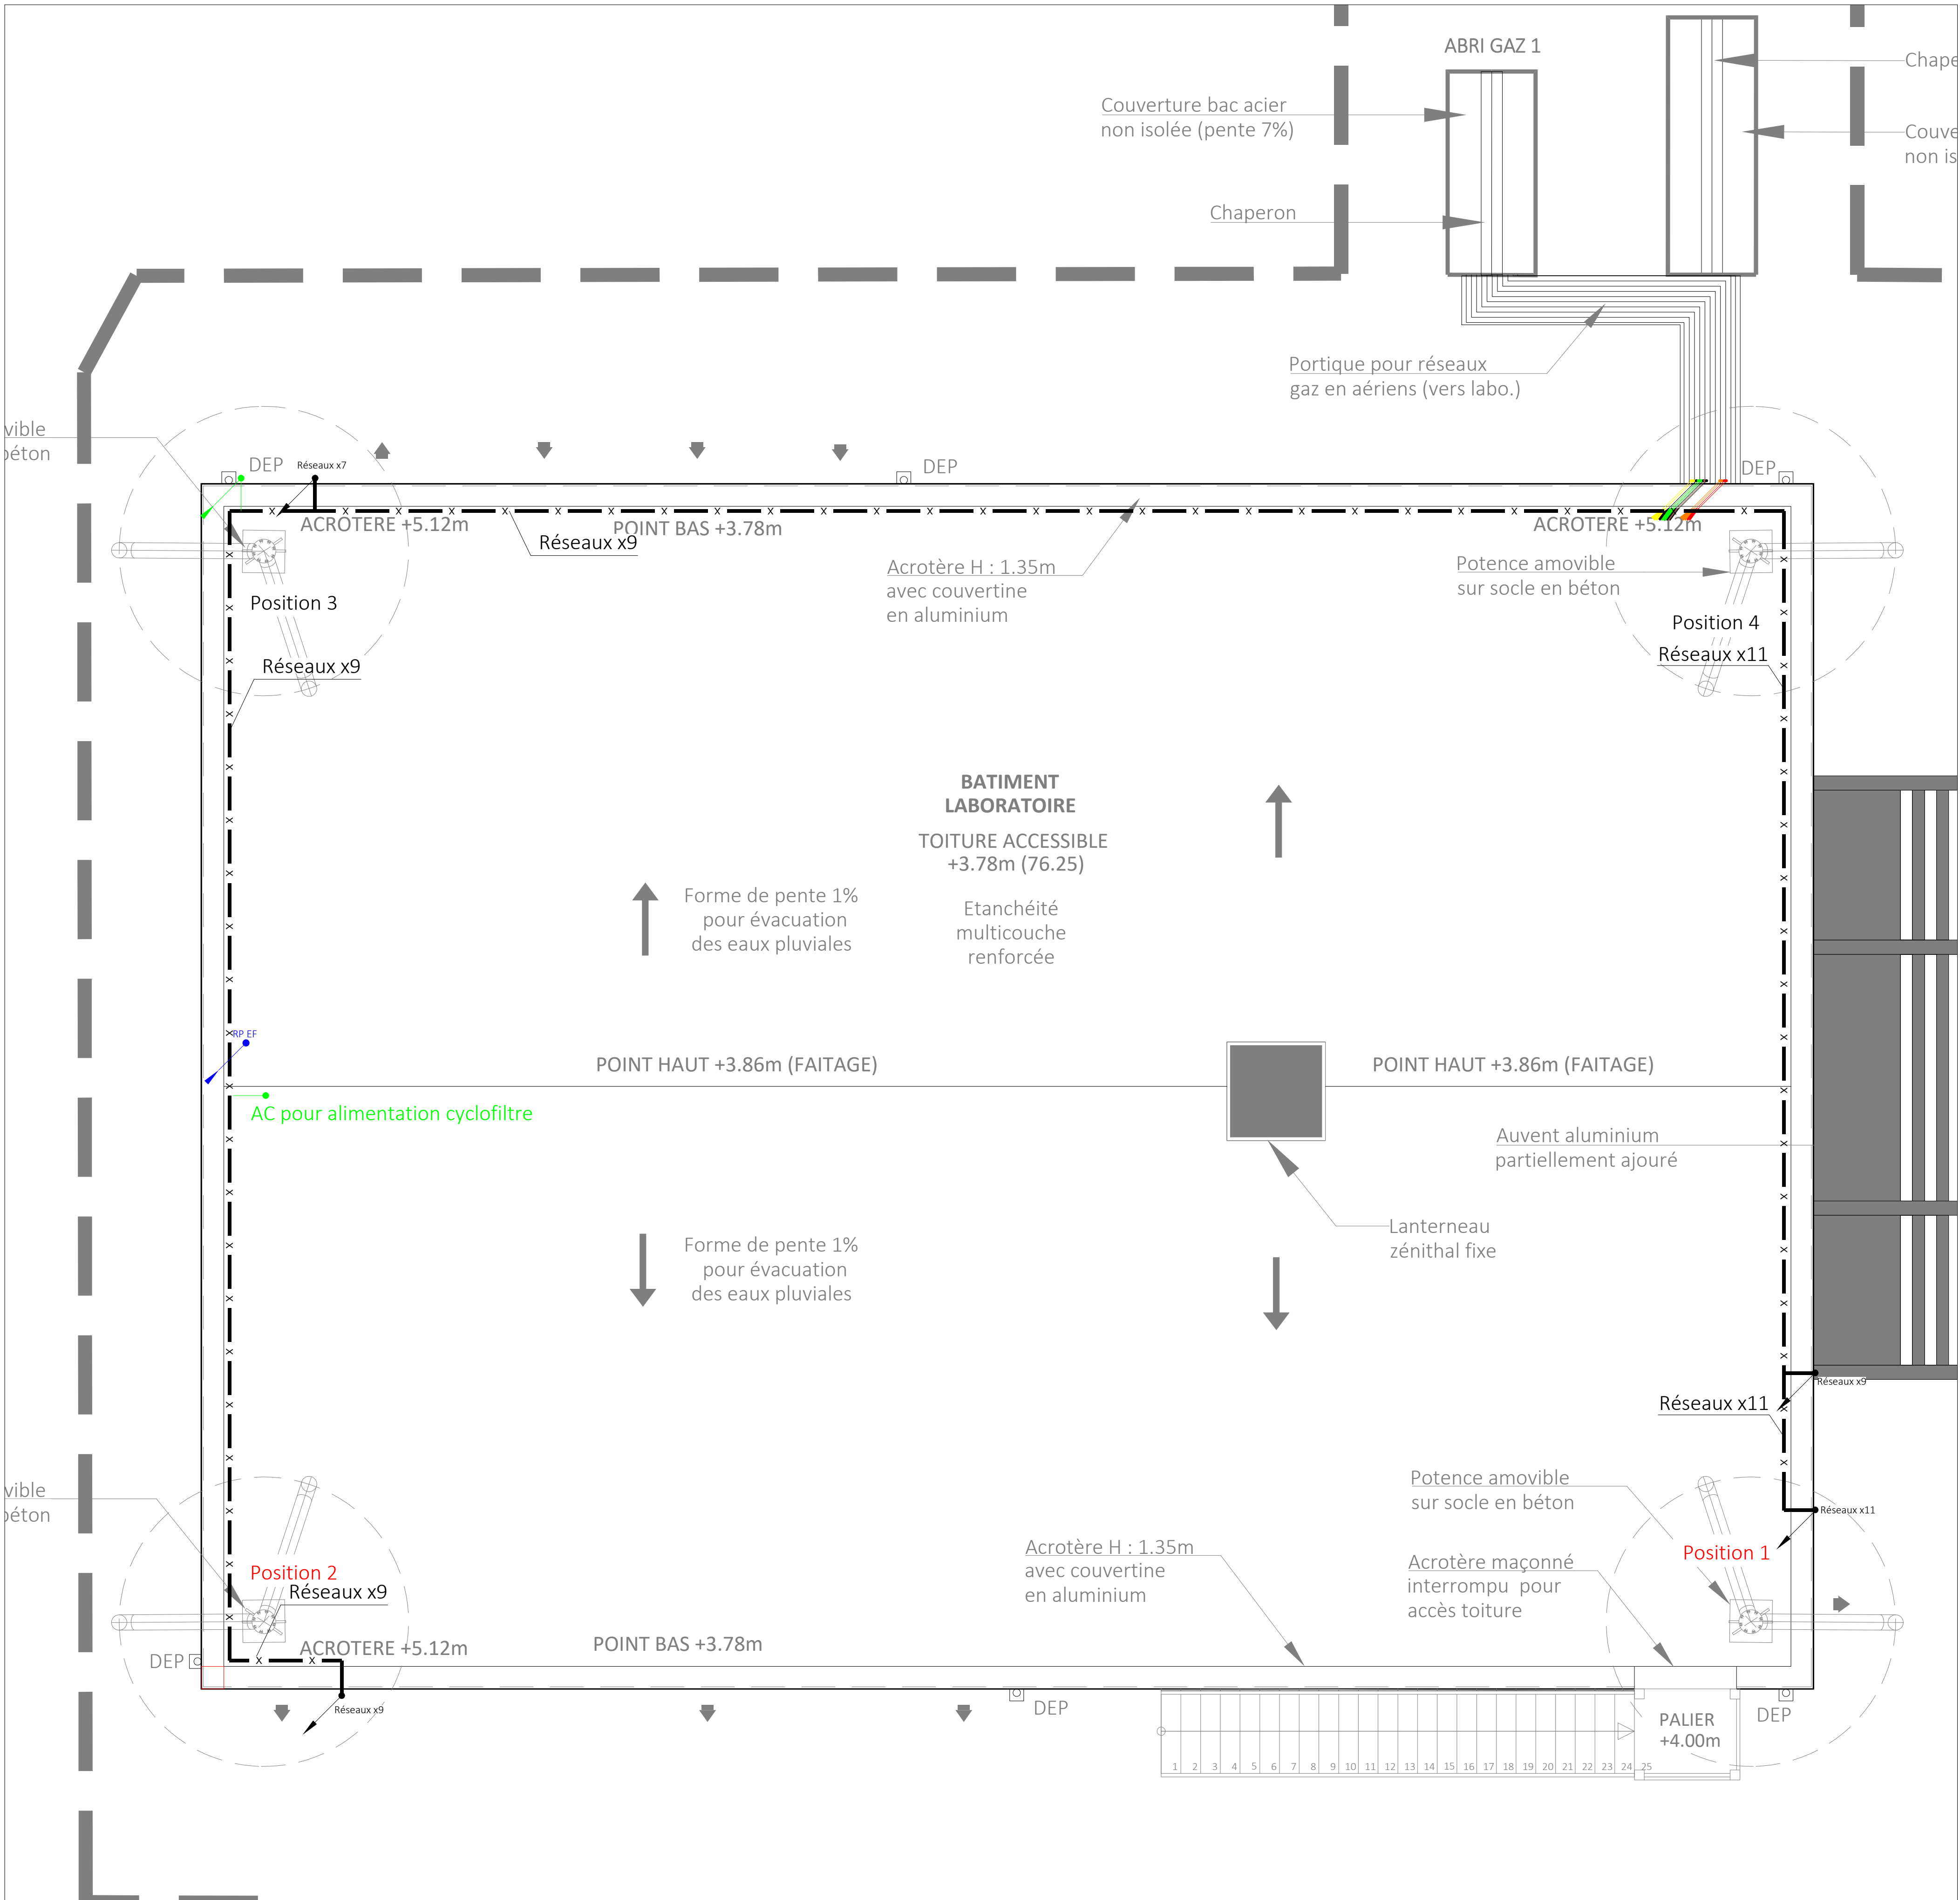 ABRI GAZ 1
Chape
Couverture bac acier
non isolée (pente 7%)
Couve
non is
Chaperon
Portique pour réseaux
gaz en aériens (vers labo.)
vible
béton
DEP
Réseaux x7
DEP
DEP
ACROTERE +5.12m
POINT BAS +3.78m
ACROTERE +5.12m
Réseaux x9
Acrotère H : 1.35m
avec couvertine
en aluminium
Potence amovible
sur socle en béton
Position 3
Position 4
Réseaux x9
Réseaux x11
BATIMENT
LABORATOIRE
TOITURE ACCESSIBLE
+3.78m (76.25)
Forme de pente 1%
pour évacuation
des eaux pluviales
Etanchéité
multicouche
renforcée
RP EF
POINT HAUT +3.86m (FAITAGE)
POINT HAUT +3.86m (FAITAGE)
AC pour alimentation cyclofiltre
Auvent aluminium
partiellement ajouré
Lanterneau
zénithal fixe
Forme de pente 1%
pour évacuation
des eaux pluviales
Réseaux x9
Réseaux x11
vible
béton
Potence amovible
sur socle en béton
Réseaux x11
Position 1
Acrotère H : 1.35m
avec couvertine
en aluminium
Acrotère maçonné
interrompu pour
accès toiture
Position 2
Réseaux x9
ACROTERE +5.12m
POINT BAS +3.78m
DEP
Réseaux x9
DEP
PALIER
+4.00m
DEP
1 2 3 4 5 6 7 8 9 10 11 12 13 14 15 16 17 18 19 20 21 22 23 24 25